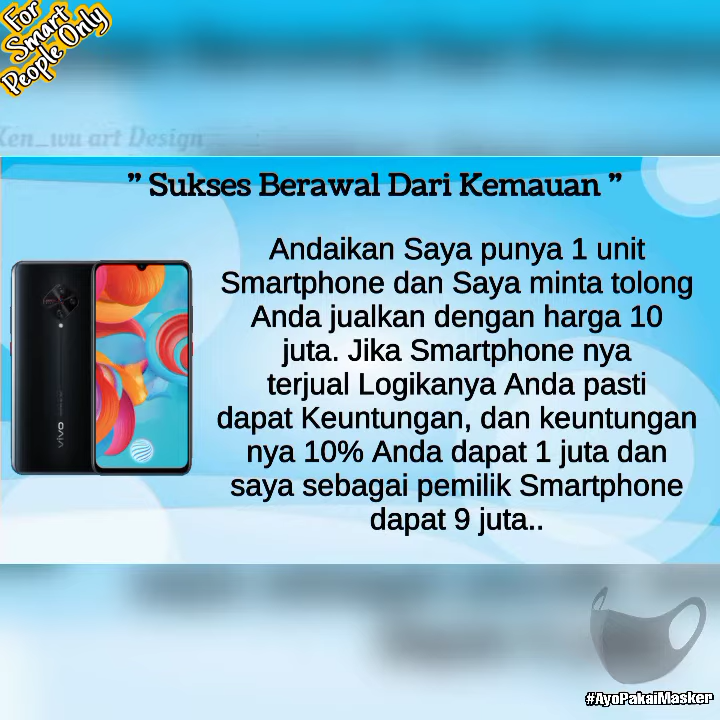 For
Smart
People Only
Ken_wu art Design
" Sukses Berawal Dari Kemauan "
Andaikan Saya punya 1 unit
Smartphone dan Saya minta tolong
Anda jualkan dengan harga 10
juta. Jika Smartphone nya
terjual Logikanya Anda pasti
dapat Keuntungan, dan keuntungan
nya 10% Anda dapat 1 juta dan
saya sebagai pemilik Smartphone
dapat 9 juta..
vivo
#AyoPakaiMasker